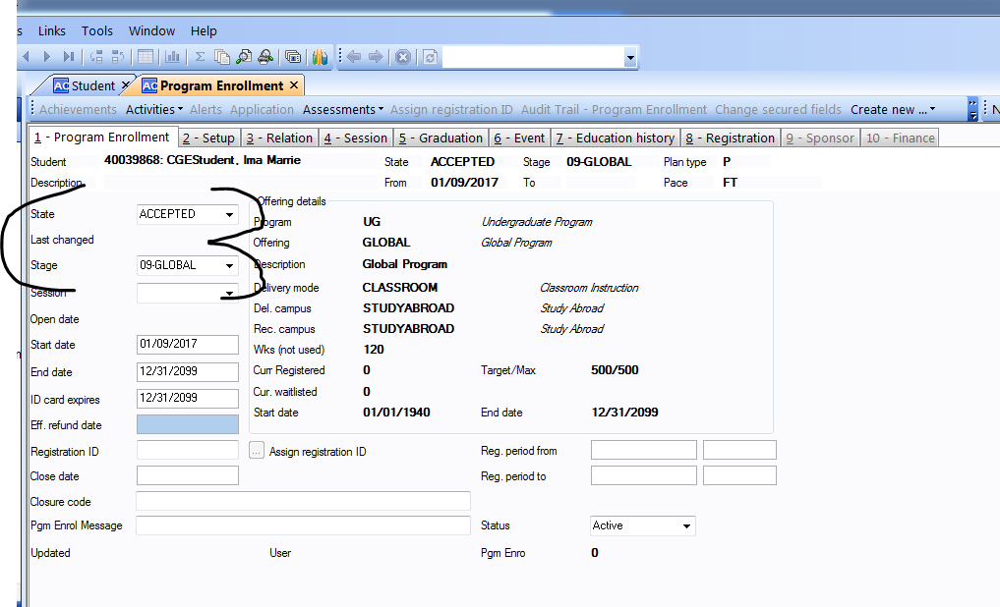 s Links Tools Window Help
AC Student × AC Program Enrollment ×
Achievements Activities Alerts Application Assessments Assign registration ID Audit Trail - Program Enrollment Change secured fields Create new ... N
1 - Program Enrollment 2 - Setup 3 - Relation 4 - Session 5 - Graduation 6 - Event 7 - Education history 8 - Registration 9 - Sponsor 10 - Finance
Student 40039868: CGEStudent, Ima Marrie State ACCEPTED Stage 09-GLOBAL Plan type P
Description From 01/09/2017 To Pace FT
Offering details
State ACCEPTED
Program UG Undergraduate Program
Last changed Offering GLOBAL Global Program
Stage 09-GLOBAL Description Global Program
Session Delivery mode CLASSROOM Classroom Instruction
Del. campus STUDYABROAD Study Abroad
Open date
Rec. campus STUDYABROAD Study Abroad
Start date 01/09/2017 Wks (not used) 120
End date 12/31/2099 Curr Registered 0 Target/Max 500/500
ID card expires 12/31/2099 Cur. waitlisted 0
Start date 01/01/1940 End date 12/31/2099
Eff. refund date
Registration ID ... Assign registration ID Reg. period from
Close date Reg. period to
Closure code
Pgm Enrol Message Status Active
Updated User Pgm Enro 0